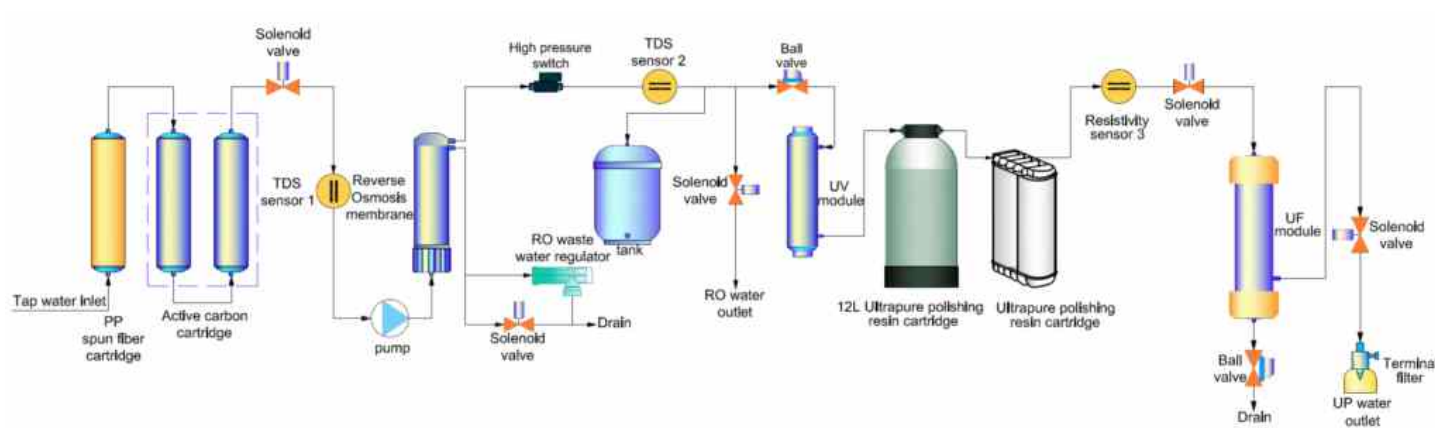 Solenoid
valve
High pressure
switch
TDS
sensor 2
Ball
valve
Resistivity
sensor 3
Solenoid
valve
TDS
sensor 1
Reverse
Osmosis
membrane
Solenoid
valve
UV
module
UF
module
Solenoid
valve
RO waste
water regulator
tank
Tap water inlet
PP
spun fiber
cartridge
Active carbon
cartridge
pump
Solenoid
valve
Drain
RO water
outlet
12L Ultrapure polishing
resin cartridge
Ultrapure polishing
resin cartridge
Ball
valve
Drain
Termina
filter
UP water
outlet